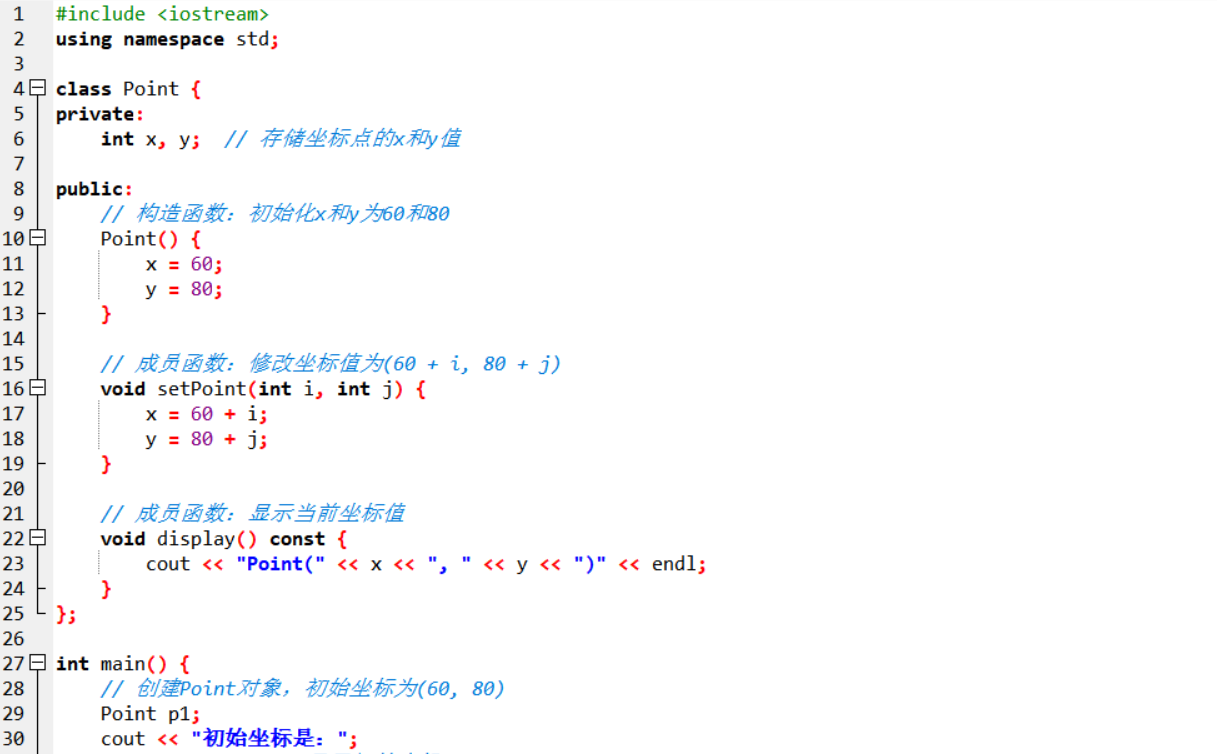 1 #include <iostream>
2 using namespace std;
3
4 class Point {
5 private:
6 int x, y; // 存储坐标点的x和y值
7
8 public:
9 // 构造函数：初始化x和y为60和80
10 Point() {
11 x = 60;
12 y = 80;
13 }
14
15 // 成员函数：修改坐标值为(60 + i, 80 + j)
16 void setPoint(int i, int j) {
17 x = 60 + i;
18 y = 80 + j;
19 }
20
21 // 成员函数：显示当前坐标值
22 void display() const {
23 cout << "Point(" << x << ", " << y << ")" << endl;
24 }
25 };
26
27 int main() {
28 // 创建Point对象，初始坐标为(60, 80)
29 Point p1;
30 cout << "初始坐标是：";